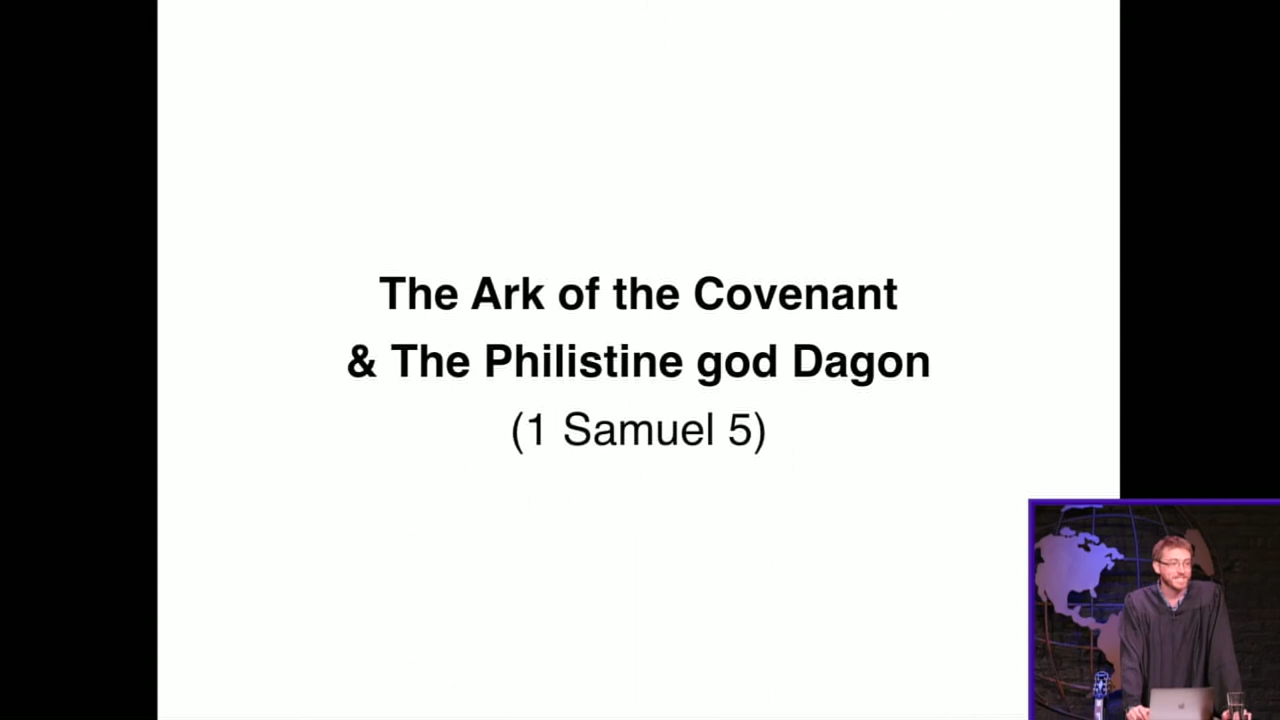 The Ark of the Covenant
& The Philistine god Dagon
(1 Samuel 5)